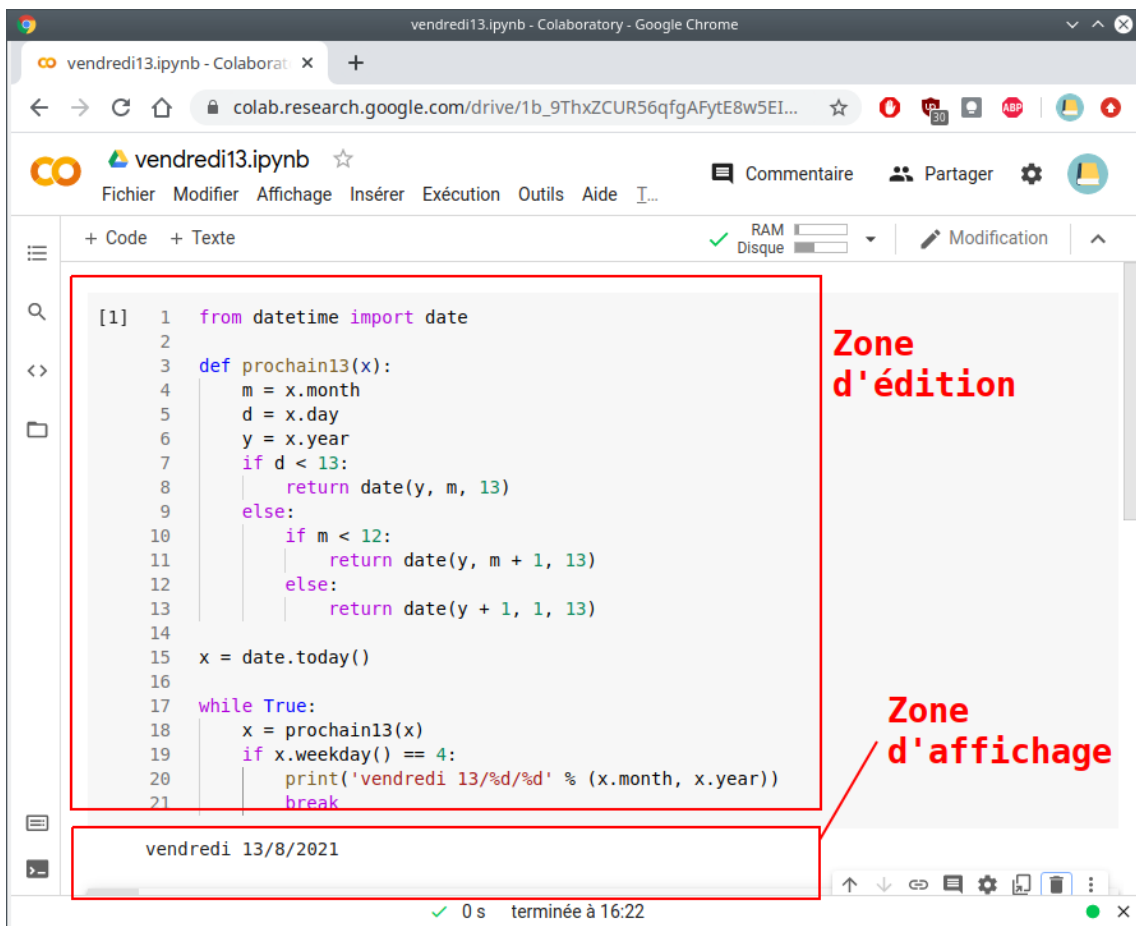 vendredi13.ipynb - Colaboratory - Google Chrome
vendredi13.ipynb - Colaborat
colab.research.google.com/drive/1b_9ThxZCUR56qfgAFytE8w5EI...
30
ABP
vendredi13.ipynb
Commentaire
Partager
Fichier Modifier Affichage Insérer Exécution Outils Aide T...
+ Code + Texte
RAM
Disque
Modification
[1] 1 from datetime import date
2
3 def prochain13(x):
4     m = x.month
5     d = x.day
6     y = x.year
7     if d < 13:
8         return date(y, m, 13)
9     else:
10         if m < 12:
11             return date(y, m + 1, 13)
12         else:
13             return date(y + 1, 1, 13)
14
15 x = date.today()
16
17 while True:
18     x = prochain13(x)
19     if x.weekday() == 4:
20         print('vendredi 13/%d/%d' % (x.month, x.year))
21         break
Zone
d'édition
Zone
d'affichage
vendredi 13/8/2021
0 s terminée à 16:22